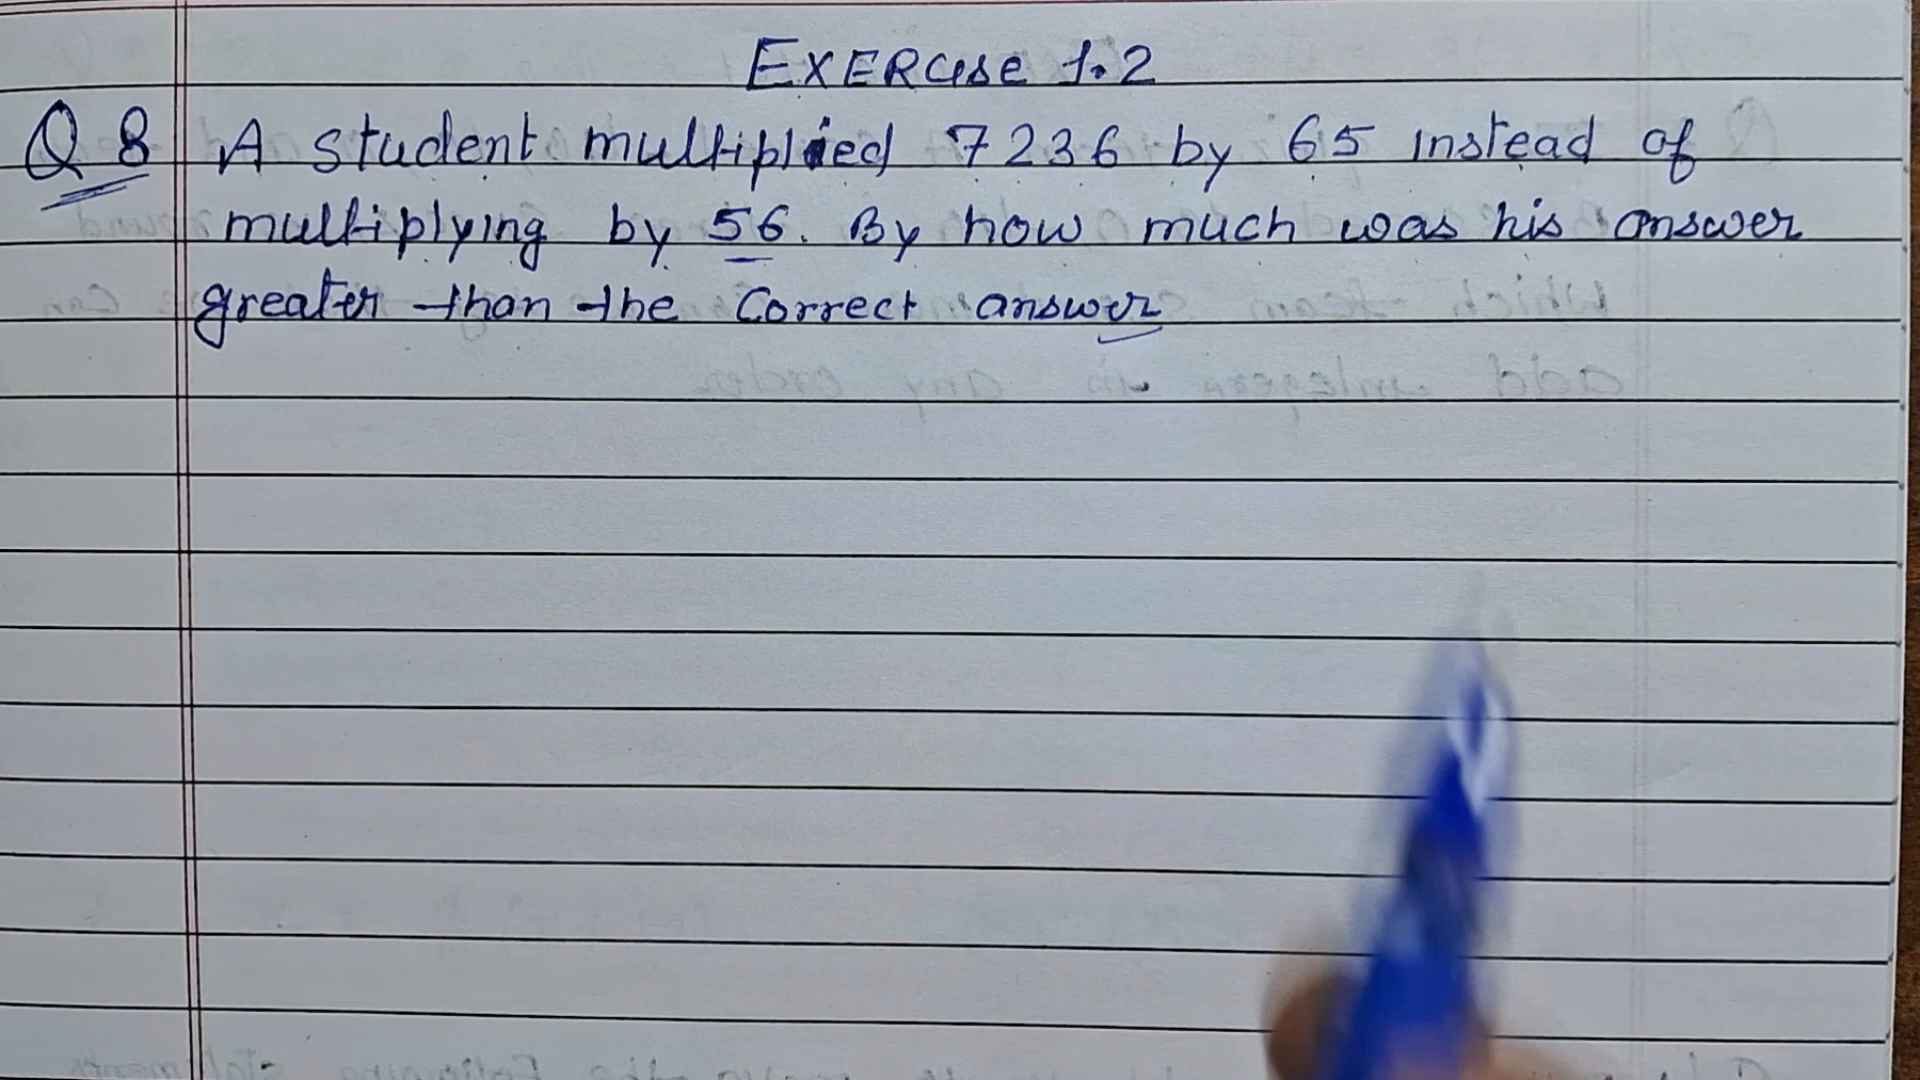 EXERCISE 1.2
Q 8 A student multiplied 7236 by 65 instead of
multiplying by 56. By how much was his answer
greater than the correct answer